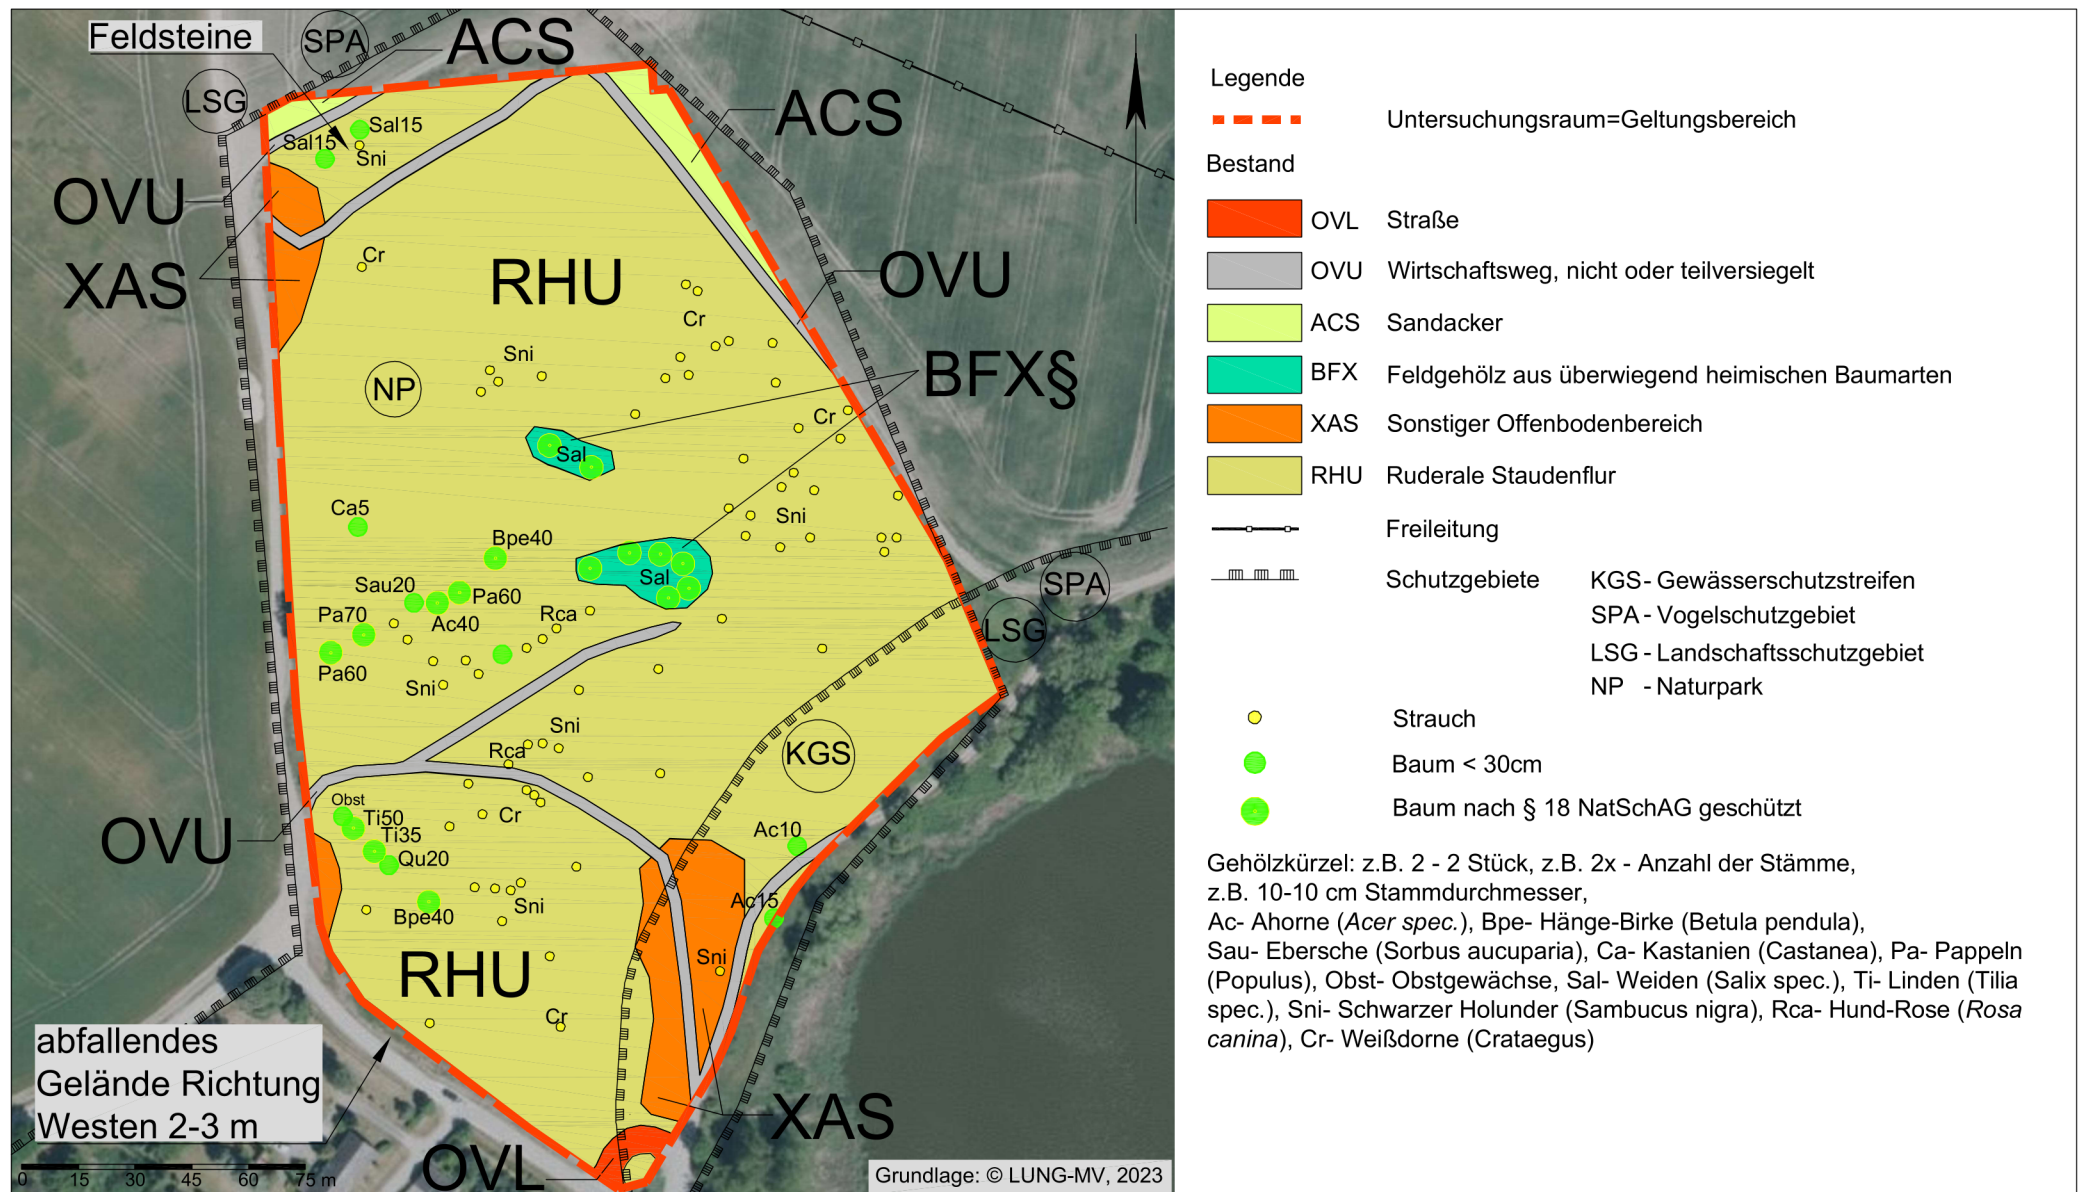 Feldsteine
SPA
ACS
LSG
ACS
Sal15
Sal15
Sni
OVU
XAS
Cr
RHU
OVU
Cr
Sni
NP
BFX§
Cr
Sal
Ca5
Sni
Bpe40
Sal
SPA
Sau20
Pa60
Pa70
Ac40
Rca
LSG
Pa60
Sni
Sni
Rca
KGS
Obst
Ti50
Cr
Ti35
Ac10
OVU
Qu20
Ac15
Bpe40
Sni
RHU
Sni
Cr
abfallendes
Gelände Richtung
Westen 2-3 m
XAS
OVL
0 15 30 45 60 75 m
Grundlage: © LUNG-MV, 2023
Legende
Untersuchungsraum=Geltungsbereich
Bestand
OVL Straße
OVU Wirtschaftsweg, nicht oder teilversiegelt
ACS Sandacker
BFX Feldgehölz aus überwiegend heimischen Baumarten
XAS Sonstiger Offenbodenbereich
RHU Ruderale Staudenflur
Freileitung
Schutzgebiete KGS- Gewässerschutzstreifen
SPA - Vogelschutzgebiet
LSG - Landschaftsschutzgebiet
NP - Naturpark
Strauch
Baum < 30cm
Baum nach § 18 NatSchAG geschützt
Gehölzkürzel: z.B. 2 - 2 Stück, z.B. 2x - Anzahl der Stämme,
z.B. 10-10 cm Stammdurchmesser,
Ac- Ahorne (Acer spec.), Bpe- Hänge-Birke (Betula pendula),
Sau- Ebersche (Sorbus aucuparia), Ca- Kastanien (Castanea), Pa- Pappeln
(Populus), Obst- Obstgewächse, Sal- Weiden (Salix spec.), Ti- Linden (Tilia
spec.), Sni- Schwarzer Holunder (Sambucus nigra), Rca- Hund-Rose (Rosa
canina), Cr- Weißdorne (Crataegus)